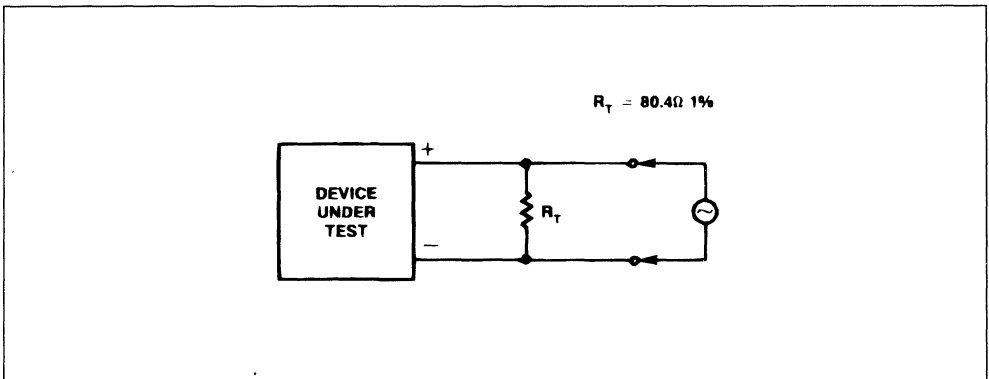 R_T = 80.4Ω 1%
+
DEVICE
UNDER
TEST
R_T
−
~